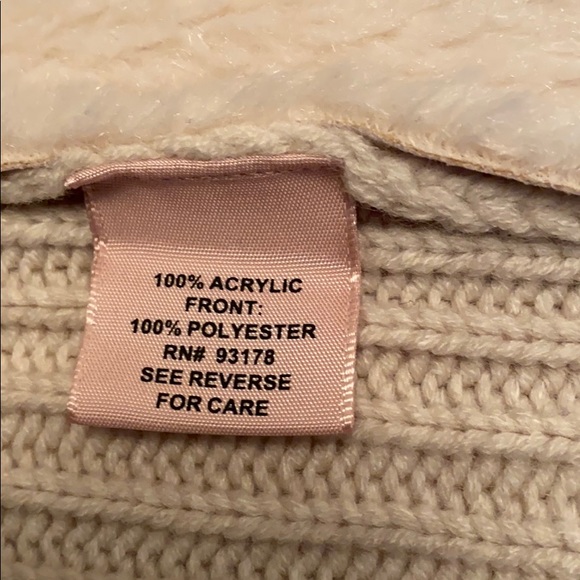 100% ACRYLIC
FRONT:
100% POLYESTER
RN# 93178
SEE REVERSE
FOR CARE